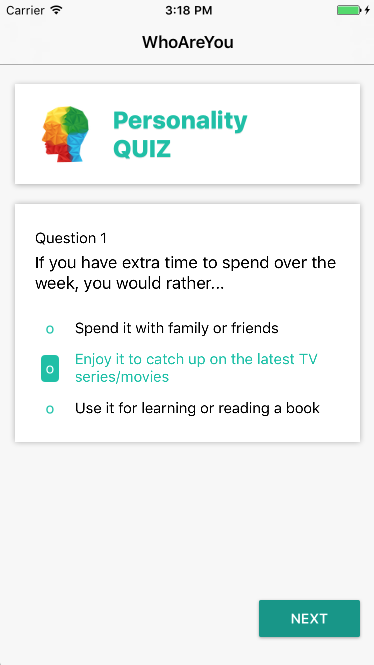 Carrier 3:18 PM
WhoAreYou
Personality
QUIZ
Question 1
If you have extra time to spend over the
week, you would rather...
o Spend it with family or friends
o Enjoy it to catch up on the latest TV
series/movies
o Use it for learning or reading a book
NEXT